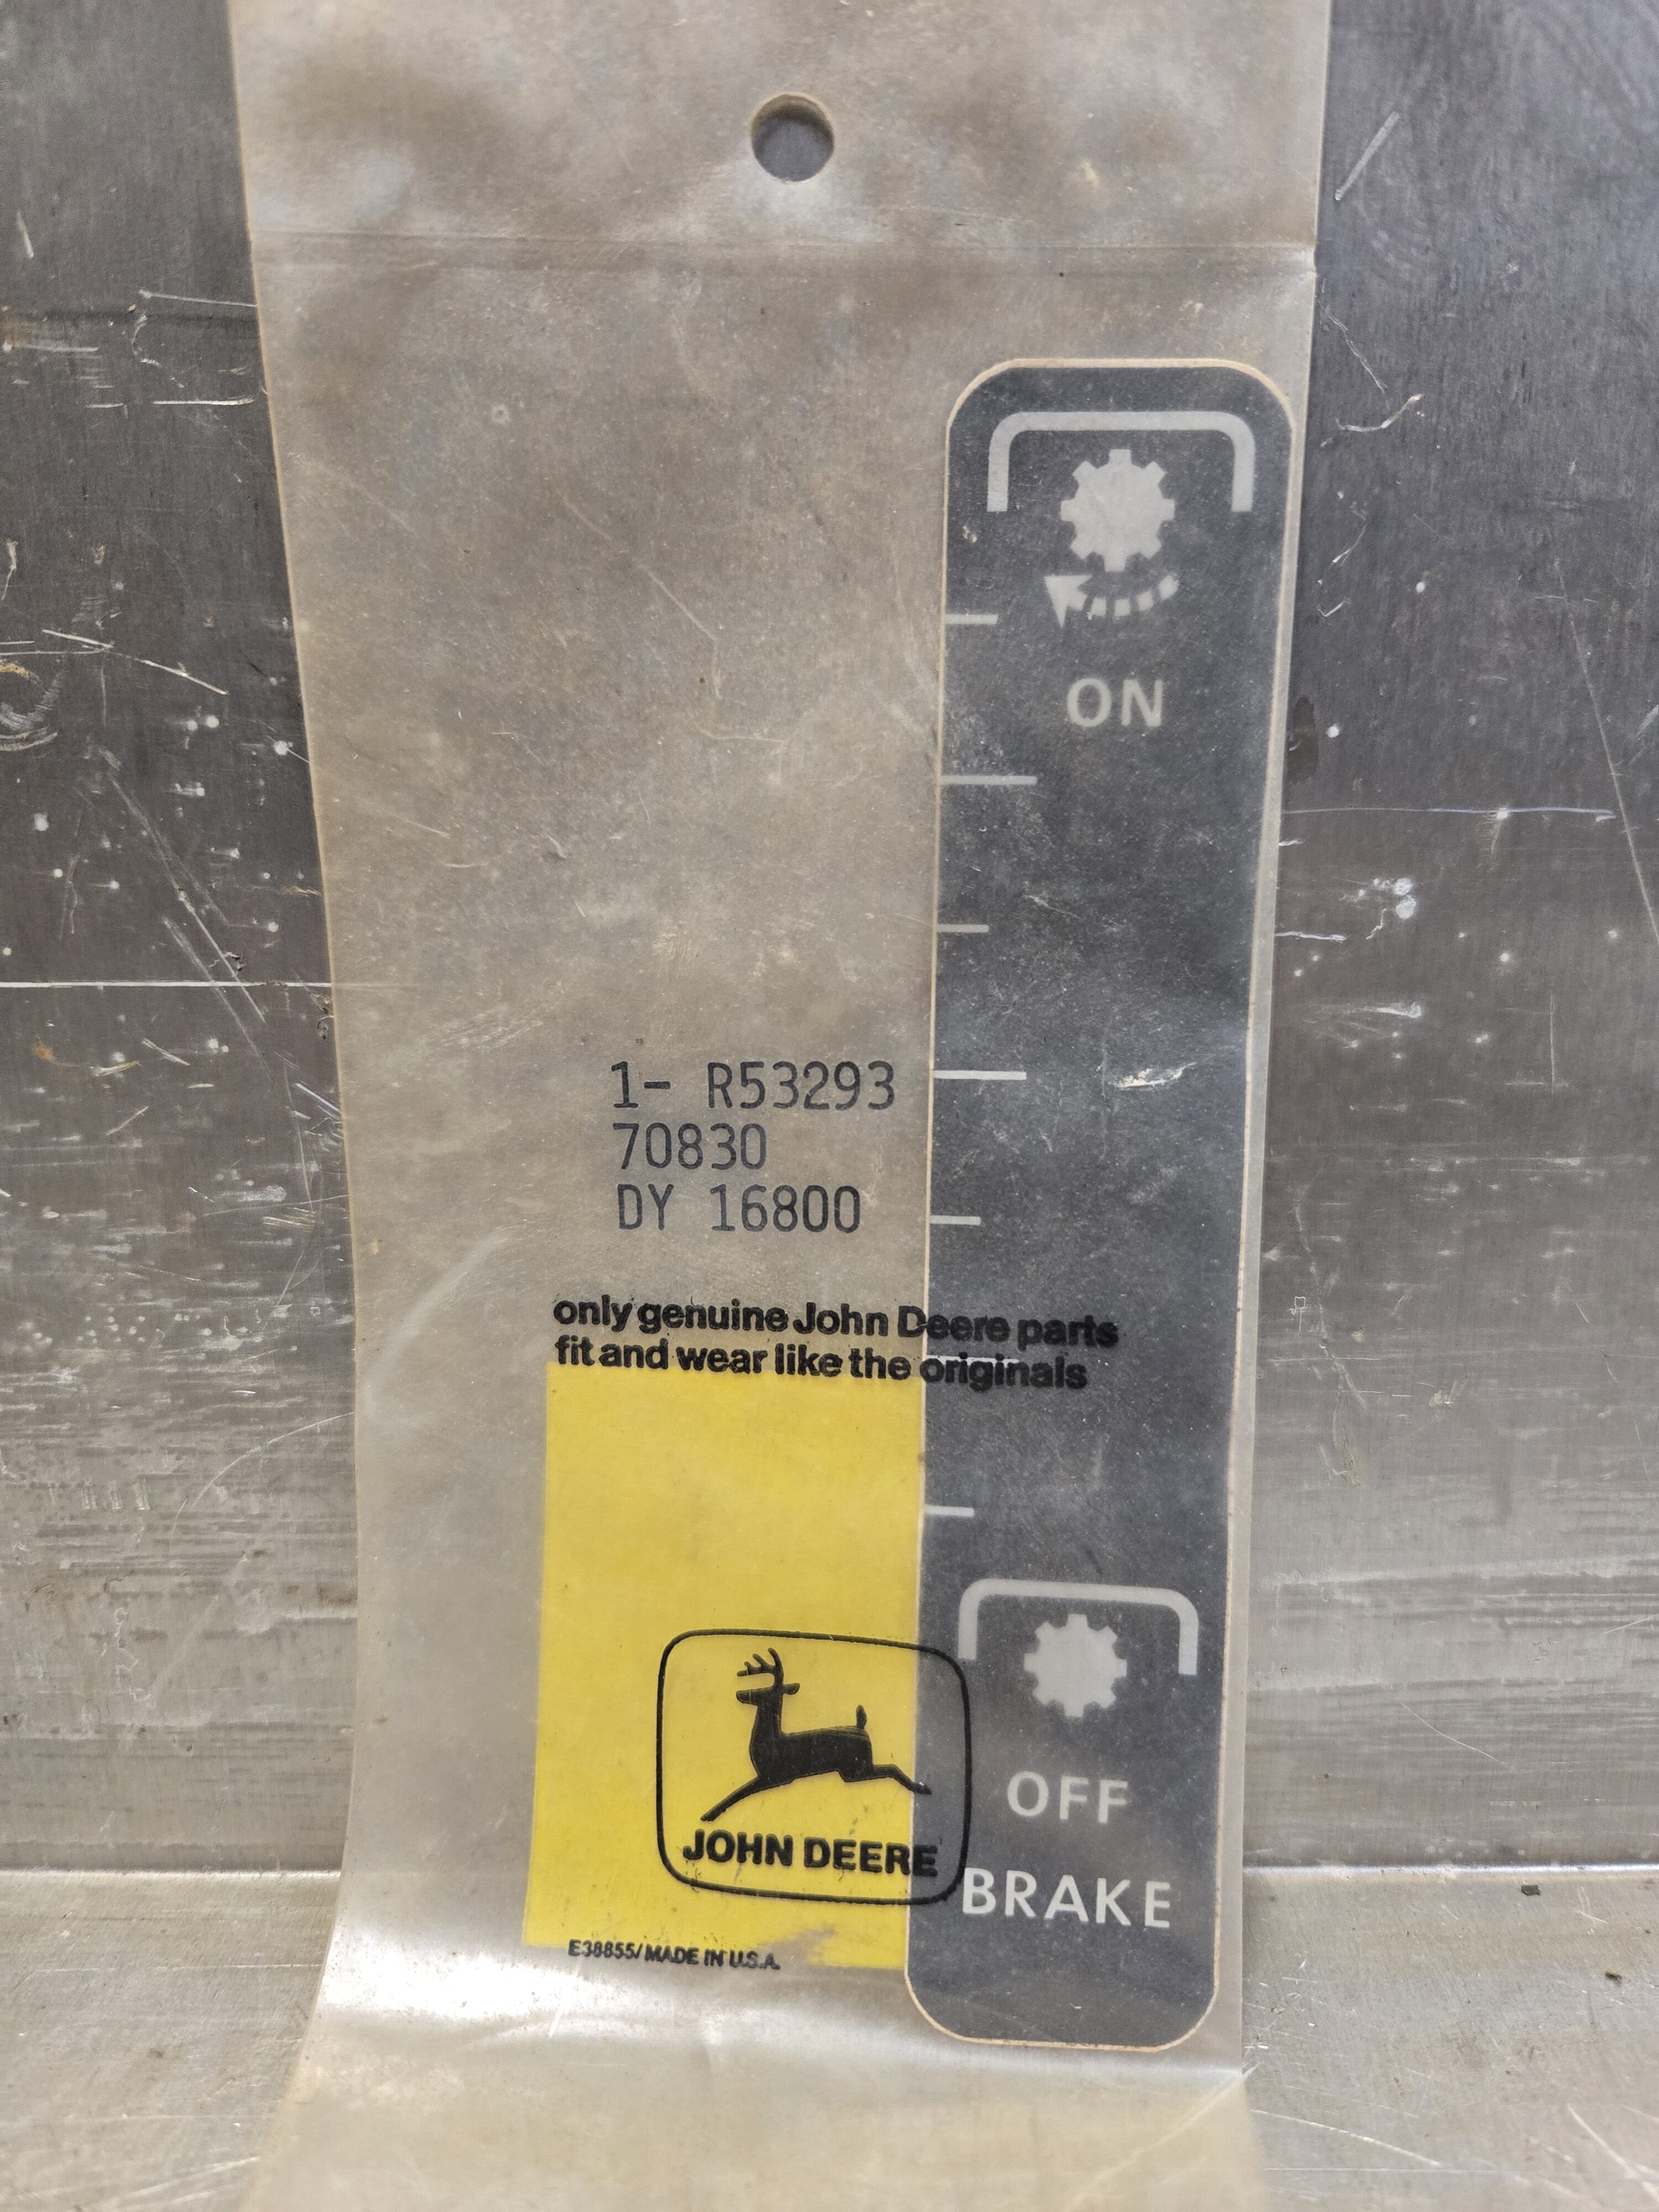 ON
1- R53293
70830
DY 16800
only genuine John Deere parts
fit and wear like the originals
OFF
JOHN DEERE
BRAKE
E38855/MADE IN U.S.A.